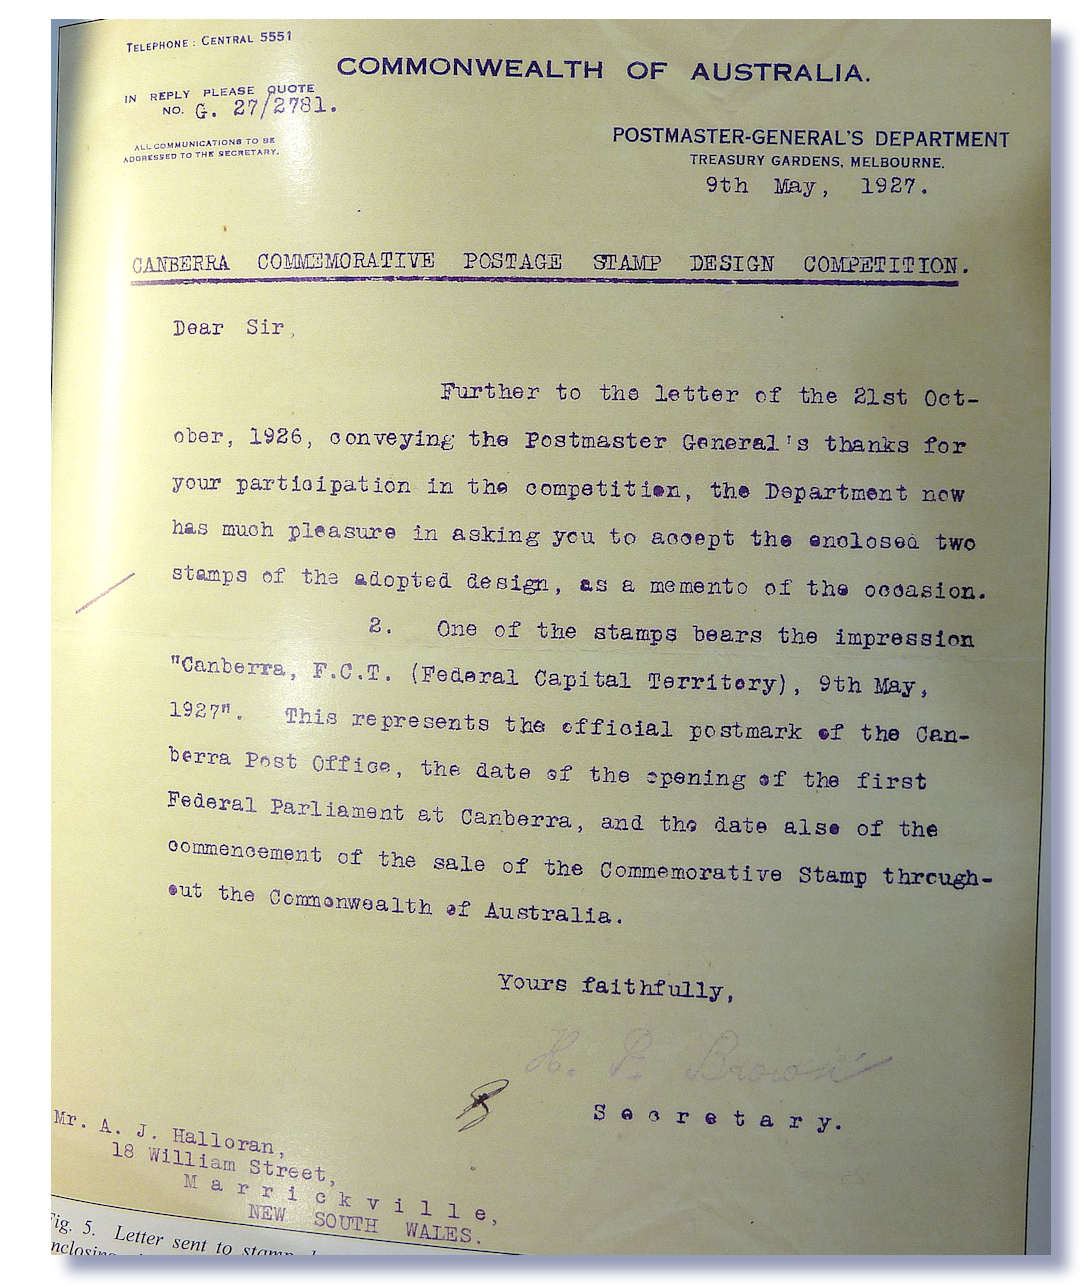 TELEPHONE : CENTRAL 5551
COMMONWEALTH OF AUSTRALIA.
IN REPLY PLEASE QUOTE
NO. G. 27/2781.
ALL COMMUNICATIONS TO BE
ADDRESSED TO THE SECRETARY.
POSTMASTER-GENERAL'S DEPARTMENT
TREASURY GARDENS, MELBOURNE.
9th May, 1927.
CANBERRA COMMEMORATIVE POSTAGE STAMP DESIGN COMPETITION.
Dear Sir,
Further to the letter of the 21st Oct-
ober, 1926, conveying the Postmaster General's thanks for
your participation in the competition, the Department now
has much pleasure in asking you to accept the enclosed two
stamps of the adopted design, as a memento of the occasion.
2. One of the stamps bears the impression
"Canberra, F.C.T. (Federal Capital Territory), 9th May,
1927". This represents the official postmark of the Can-
berra Post Office, the date of the opening of the first
Federal Parliament at Canberra, and the date also of the
commencement of the sale of the Commemorative Stamp through-
out the Commonwealth of Australia.
Yours faithfully,
H. P. Brown
Secretary.
Mr. A. J. Halloran,
18 William Street,
Marrickville,
NEW SOUTH WALES.
Fig. 5. Letter sent to stamp